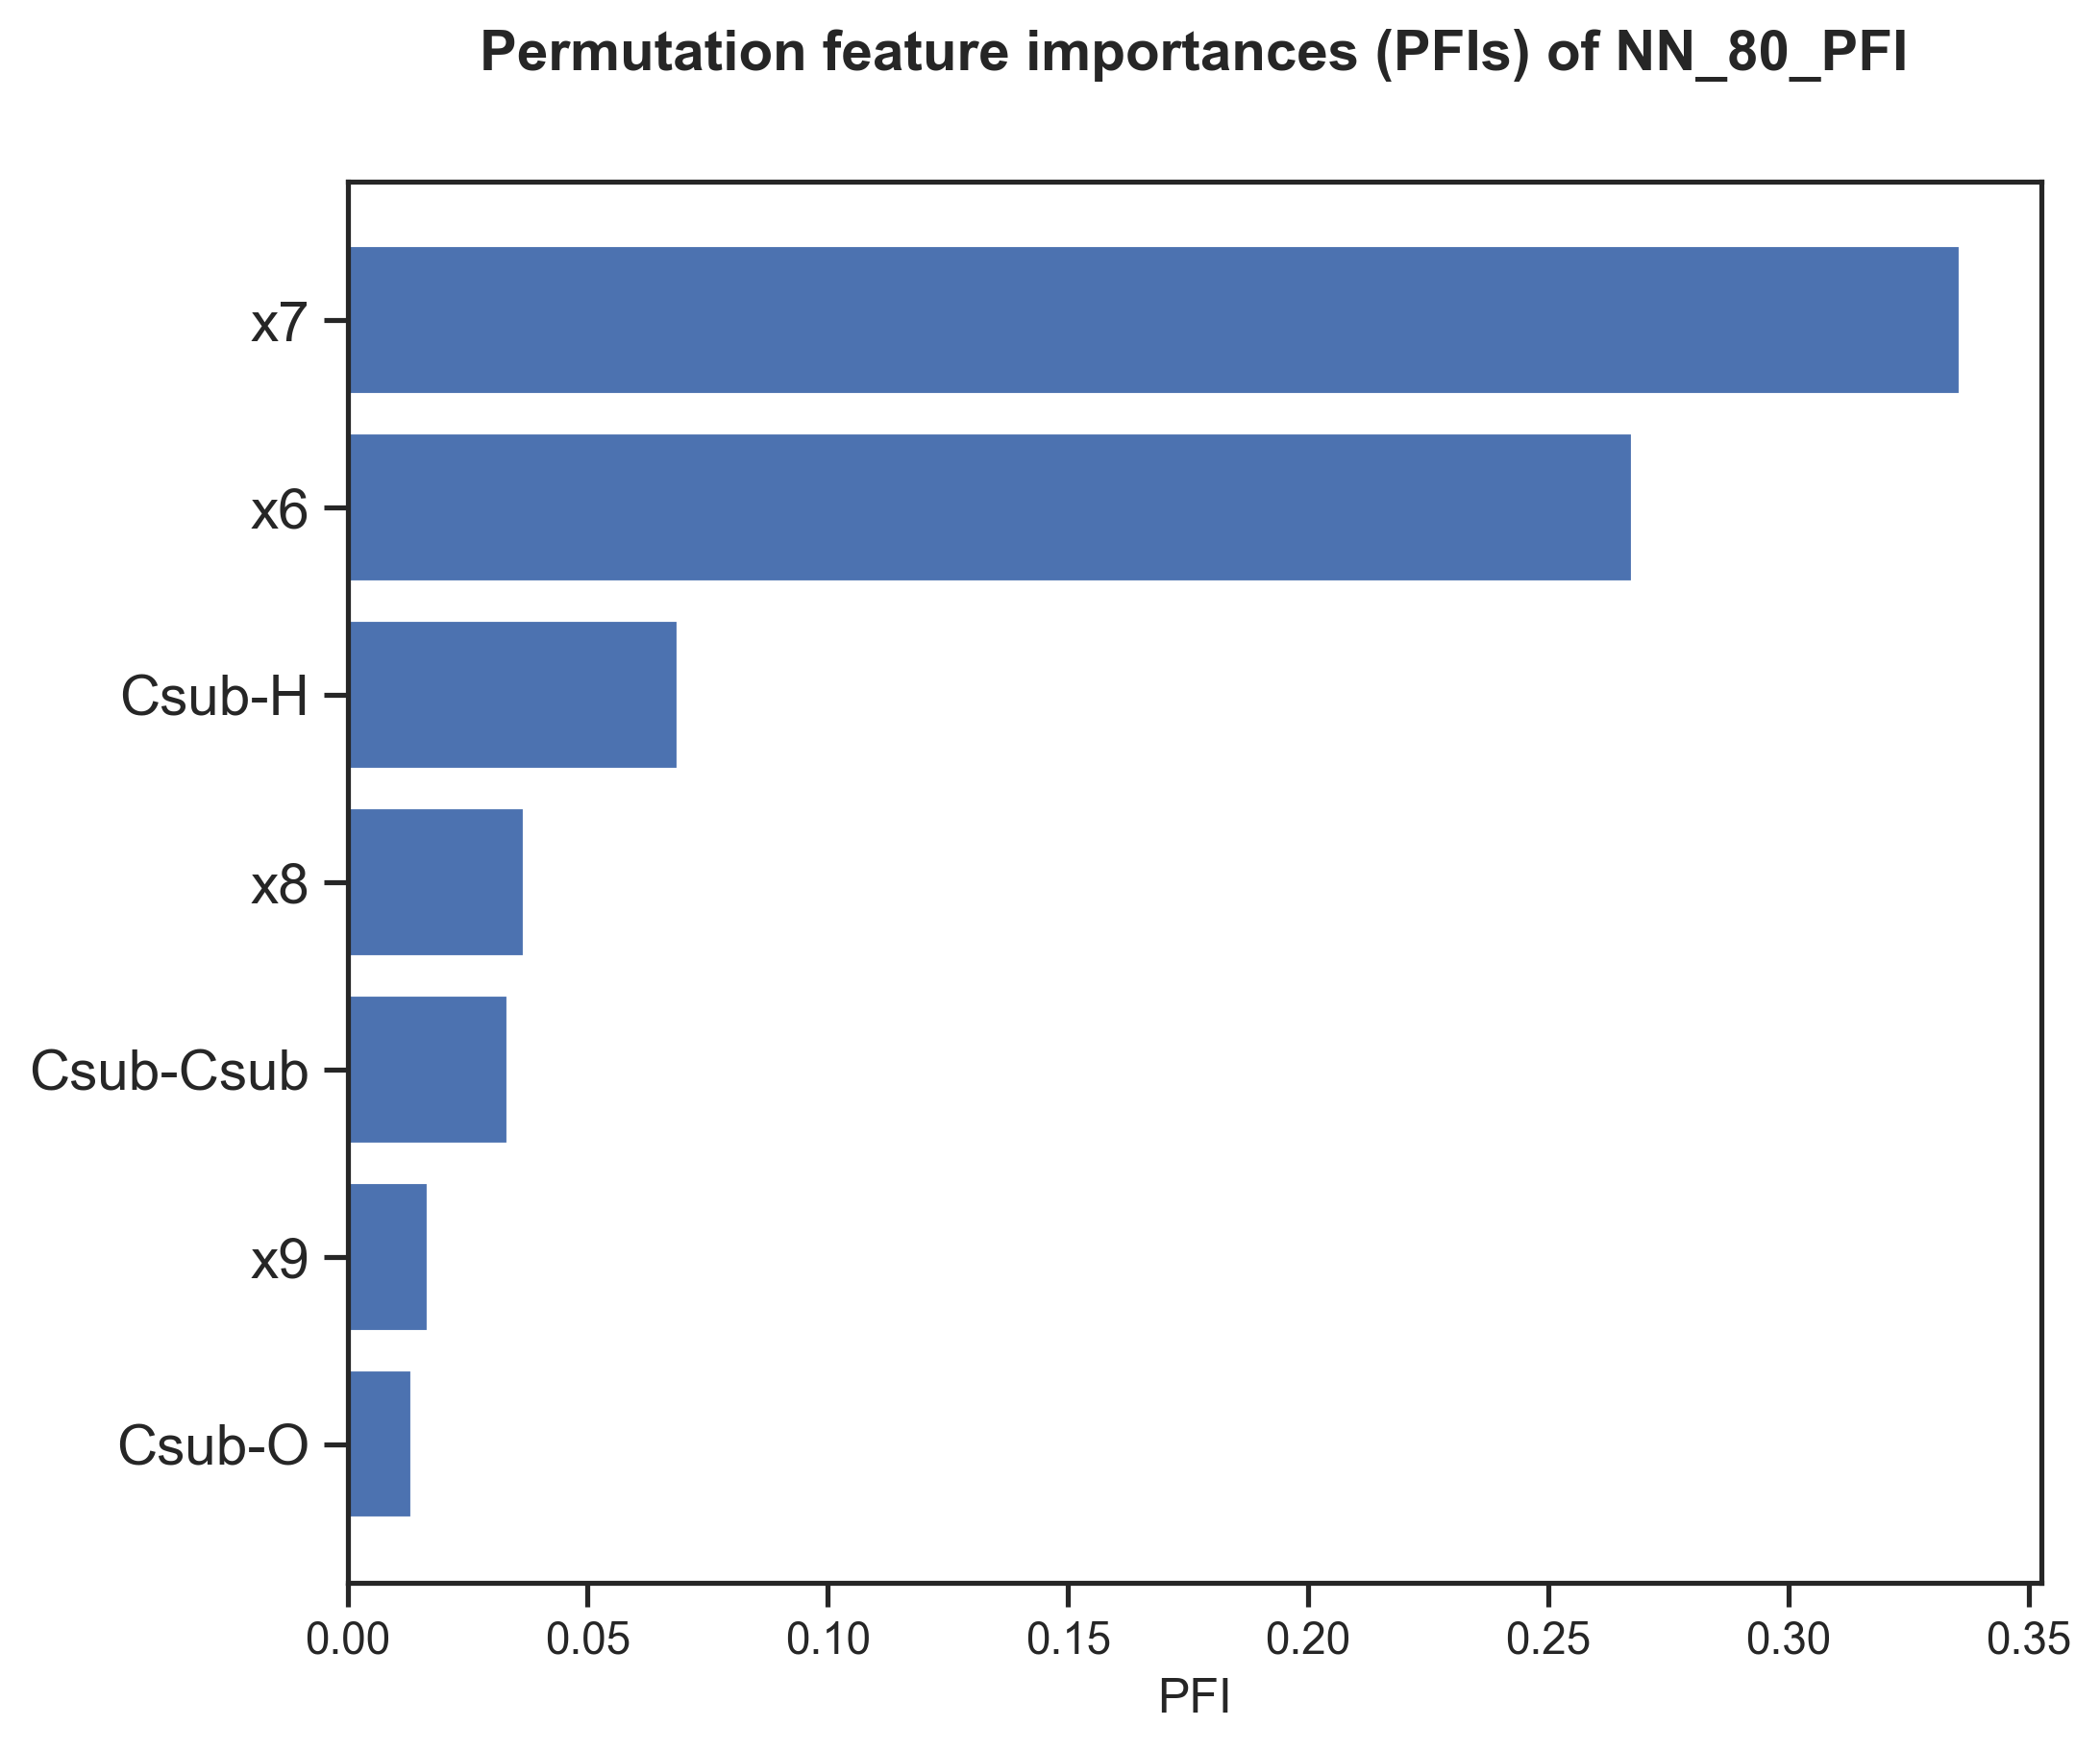 Permutation feature importances (PFIs) of NN_80_PFI
x7
x6
Csub-H
x8
Csub-Csub
x9
Csub-O
0.00 0.05 0.10 0.15 0.20 0.25 0.30 0.35
PFI